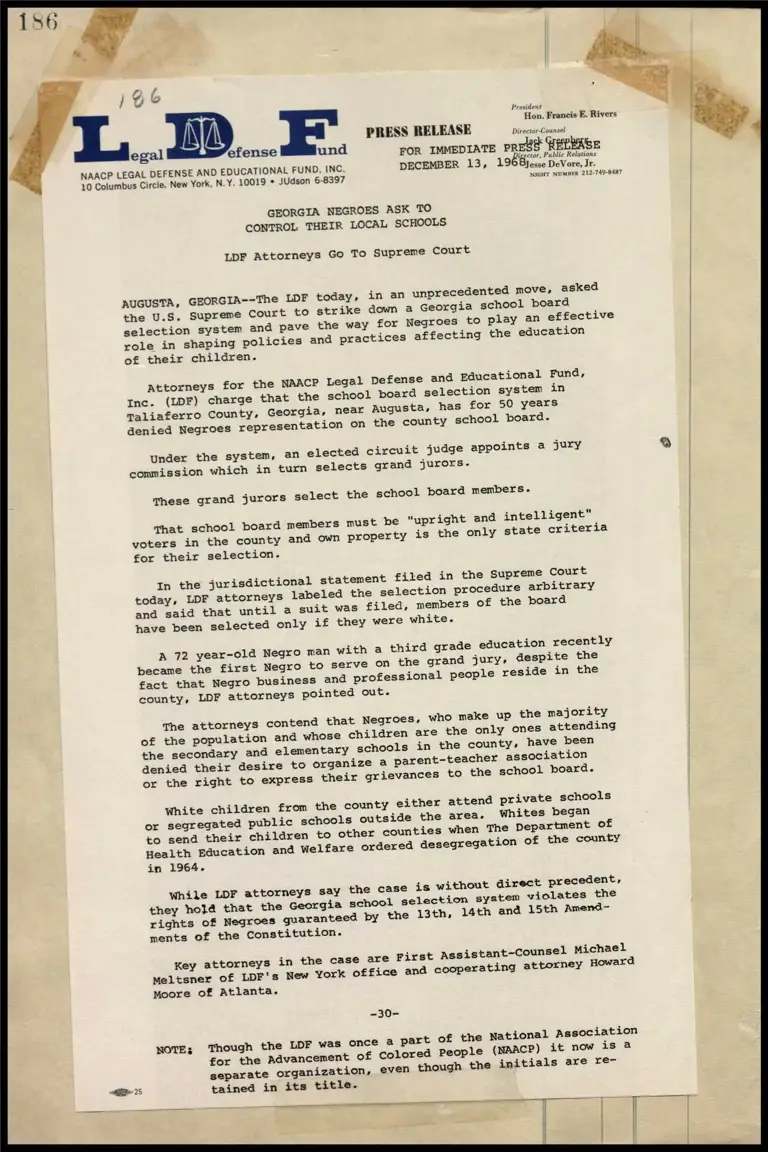 186
186
Legal Defense Fund
NAACP LEGAL DEFENSE AND EDUCATIONAL FUND, INC.
10 Columbus Circle, New York, N.Y. 10019 • JUdson 6-8397
PRESS RELEASE
FOR IMMEDIATE PRESS RELEASE
DECEMBER 13, 1968
President
Hon. Francis E. Rivers
Director-Counsel
Jack Greenberg
Director, Public Relations
Jesse DeVore, Jr.
NIGHT NUMBER 212-749-8487
GEORGIA NEGROES ASK TO
CONTROL THEIR LOCAL SCHOOLS
LDF Attorneys Go To Supreme Court
AUGUSTA, GEORGIA--The LDF today, in an unprecedented move, asked
the U.S. Supreme Court to strike down a Georgia school board
selection system and pave the way for Negroes to play an effective
role in shaping policies and practices affecting the education
of their children.
Attorneys for the NAACP Legal Defense and Educational Fund,
Inc. (LDF) charge that the school board selection system in
Taliaferro County, Georgia, near Augusta, has for 50 years
denied Negroes representation on the county school board.
Under the system, an elected circuit judge appoints a jury
commission which in turn selects grand jurors.
These grand jurors select the school board members.
That school board members must be "upright and intelligent"
voters in the county and own property is the only state criteria
for their selection.
In the jurisdictional statement filed in the Supreme Court
today, LDF attorneys labeled the selection procedure arbitrary
and said that until a suit was filed, members of the board
have been selected only if they were white.
A 72 year-old Negro man with a third grade education recently
became the first Negro to serve on the grand jury, despite the
fact that Negro business and professional people reside in the
county, LDF attorneys pointed out.
The attorneys contend that Negroes, who make up the majority
of the population and whose children are the only ones attending
the secondary and elementary schools in the county, have been
denied their desire to organize a parent-teacher association
or the right to express their grievances to the school board.
White children from the county either attend private schools
or segregated public schools outside the area. Whites began
to send their children to other counties when The Department of
Health Education and Welfare ordered desegregation of the county
in 1964.
While LDF attorneys say the case is without direct precedent,
they hold that the Georgia school selection system violates the
rights of Negroes guaranteed by the 13th, 14th and 15th Amend-
ments of the Constitution.
Key attorneys in the case are First Assistant-Counsel Michael
Meltsner of LDF's New York office and cooperating attorney Howard
Moore of Atlanta.
-30-
NOTE: Though the LDF was once a part of the National Association
for the Advancement of Colored People (NAACP) it now is a
separate organization, even though the initials are re-
tained in its title.
25